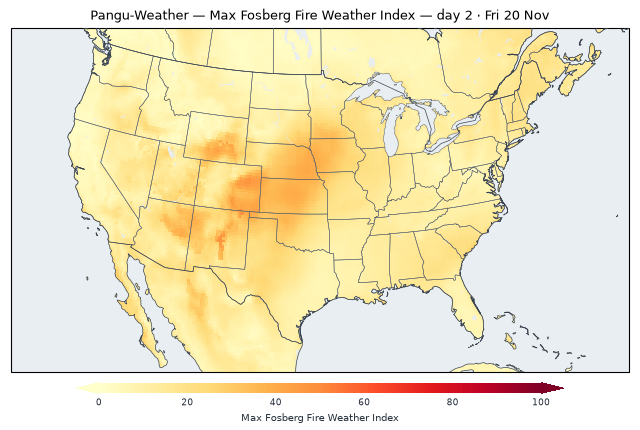 Pangu-Weather — Max Fosberg Fire Weather Index — day 2 · Fri 20 Nov
0 20 40 60 80 100
Max Fosberg Fire Weather Index